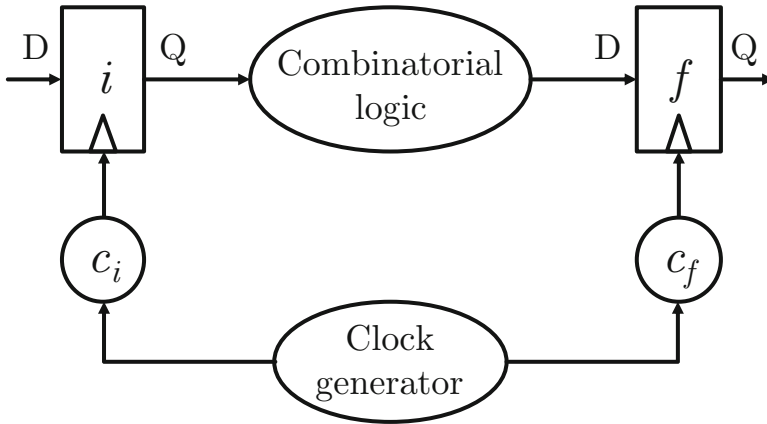 D
i
Q
Combinatorial
logic
D
f
Q
c_i
c_f
Clock
generator